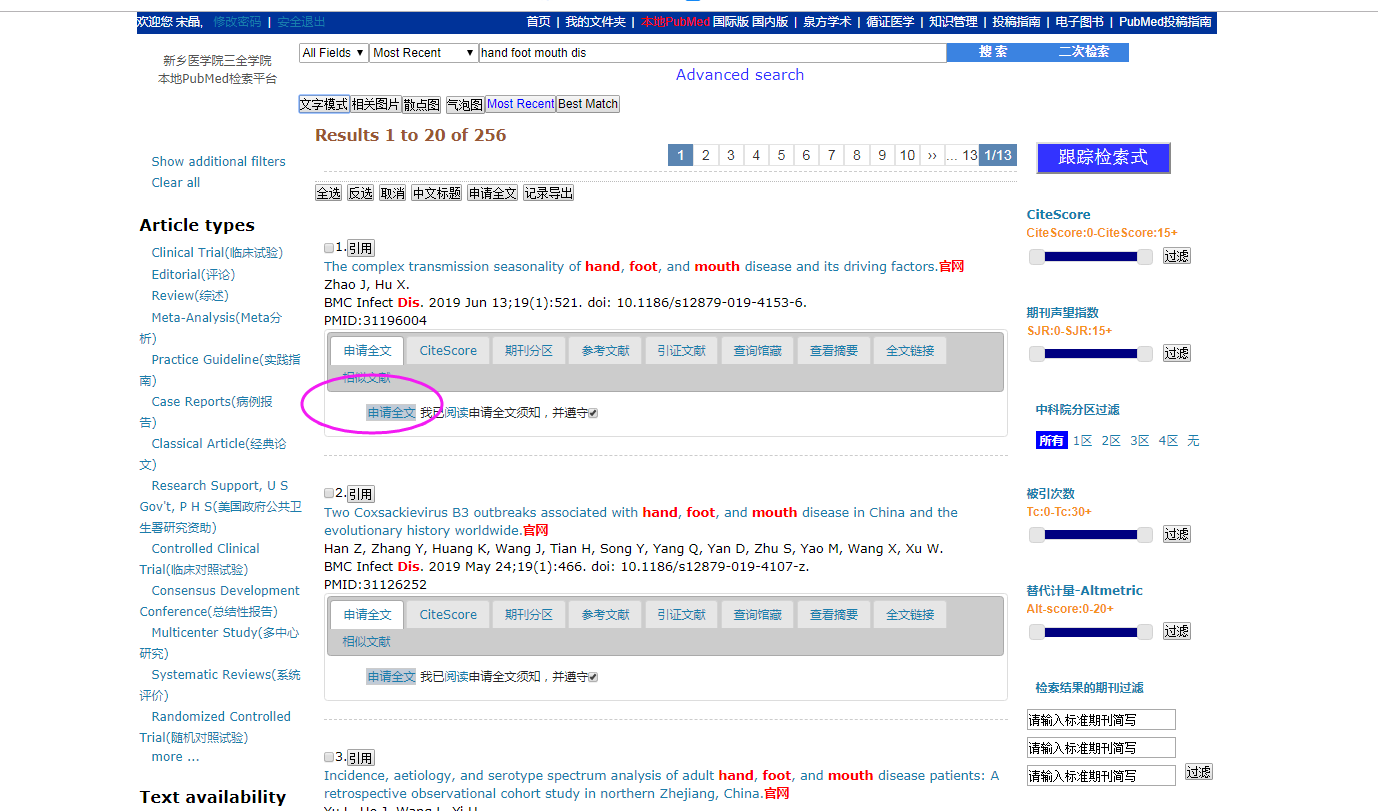 欢迎您 宋晶, 修改密码 | 安全退出
首页 | 我的文件夹 | 本地PubMed 国际版 国内版 | 泉方学术 | 循证医学 | 知识管理 | 投稿指南 | 电子图书 | PubMed投稿指南
新乡医学院三全学院
本地PubMed检索平台
All Fields ▼ Most Recent ▼ hand foot mouth dis 搜 索 二次检索
Advanced search
文字模式 相关图片 散点图 气泡图 Most Recent Best Match
Results 1 to 20 of 256
1 2 3 4 5 6 7 8 9 10 ›› ... 13 1/13
跟踪检索式
Show additional filters
Clear all
全选 反选 取消 中文标题 申请全文 记录导出
Article types
Clinical Trial(临床试验)
Editorial(评论)
Review(综述)
Meta-Analysis(Meta分
析)
Practice Guideline(实践指
南)
Case Reports(病例报
告)
Classical Article(经典论
文)
Research Support, U S
Gov't, P H S(美国政府公共卫
生署研究资助)
Controlled Clinical
Trial(临床对照试验)
Consensus Development
Conference(总结性报告)
Multicenter Study(多中心
研究)
Systematic Reviews(系统
评价)
Randomized Controlled
Trial(随机对照试验)
more ...
Text availability
1.引用
The complex transmission seasonality of hand, foot, and mouth disease and its driving factors.官网
Zhao J, Hu X.
BMC Infect Dis. 2019 Jun 13;19(1):521. doi: 10.1186/s12879-019-4153-6.
PMID:31196004
申请全文 CiteScore 期刊分区 参考文献 引证文献 查询馆藏 查看摘要 全文链接
相似文献
申请全文 我已阅读申请全文须知，并遵守
2.引用
Two Coxsackievirus B3 outbreaks associated with hand, foot, and mouth disease in China and the
evolutionary history worldwide.官网
Han Z, Zhang Y, Huang K, Wang J, Tian H, Song Y, Yang Q, Yan D, Zhu S, Yao M, Wang X, Xu W.
BMC Infect Dis. 2019 May 24;19(1):466. doi: 10.1186/s12879-019-4107-z.
PMID:31126252
申请全文 CiteScore 期刊分区 参考文献 引证文献 查询馆藏 查看摘要 全文链接
相似文献
申请全文 我已阅读申请全文须知，并遵守
3.引用
Incidence, aetiology, and serotype spectrum analysis of adult hand, foot, and mouth disease patients: A
retrospective observational cohort study in northern Zhejiang, China.官网
CiteScore
CiteScore:0-CiteScore:15+
过滤
期刊声望指数
SJR:0-SJR:15+
过滤
中科院分区过滤
所有 1区 2区 3区 4区 无
被引次数
Tc:0-Tc:30+
过滤
替代计量-Altmetric
Alt-score:0-20+
过滤
检索结果的期刊过滤
请输入标准期刊简写
请输入标准期刊简写
请输入标准期刊简写 过滤